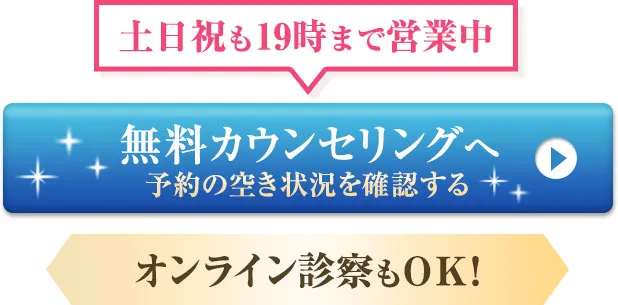 土日祝も19時まで営業中
無料カウンセリングへ
予約の空き状況を確認する
オンライン診察もOK!